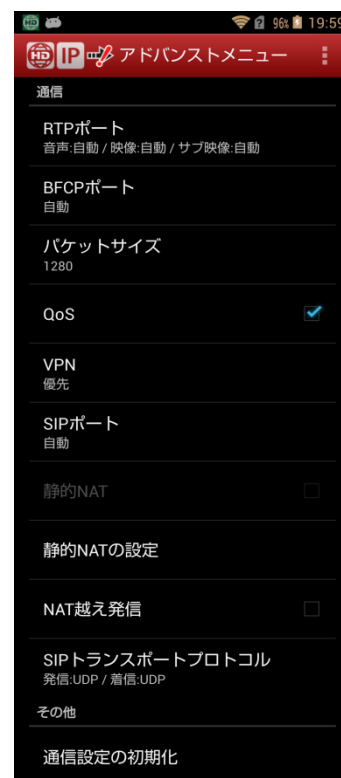 HD 96% 19:59
HD IP アドバンストメニュー
通信
RTPポート
音声:自動 / 映像:自動 / サブ映像:自動
BFCPポート
自動
パケットサイズ
1280
QoS
VPN
優先
SIPポート
自動
静的NAT
静的NATの設定
NAT越え発信
SIPトランスポートプロトコル
発信:UDP / 着信:UDP
その他
通信設定の初期化